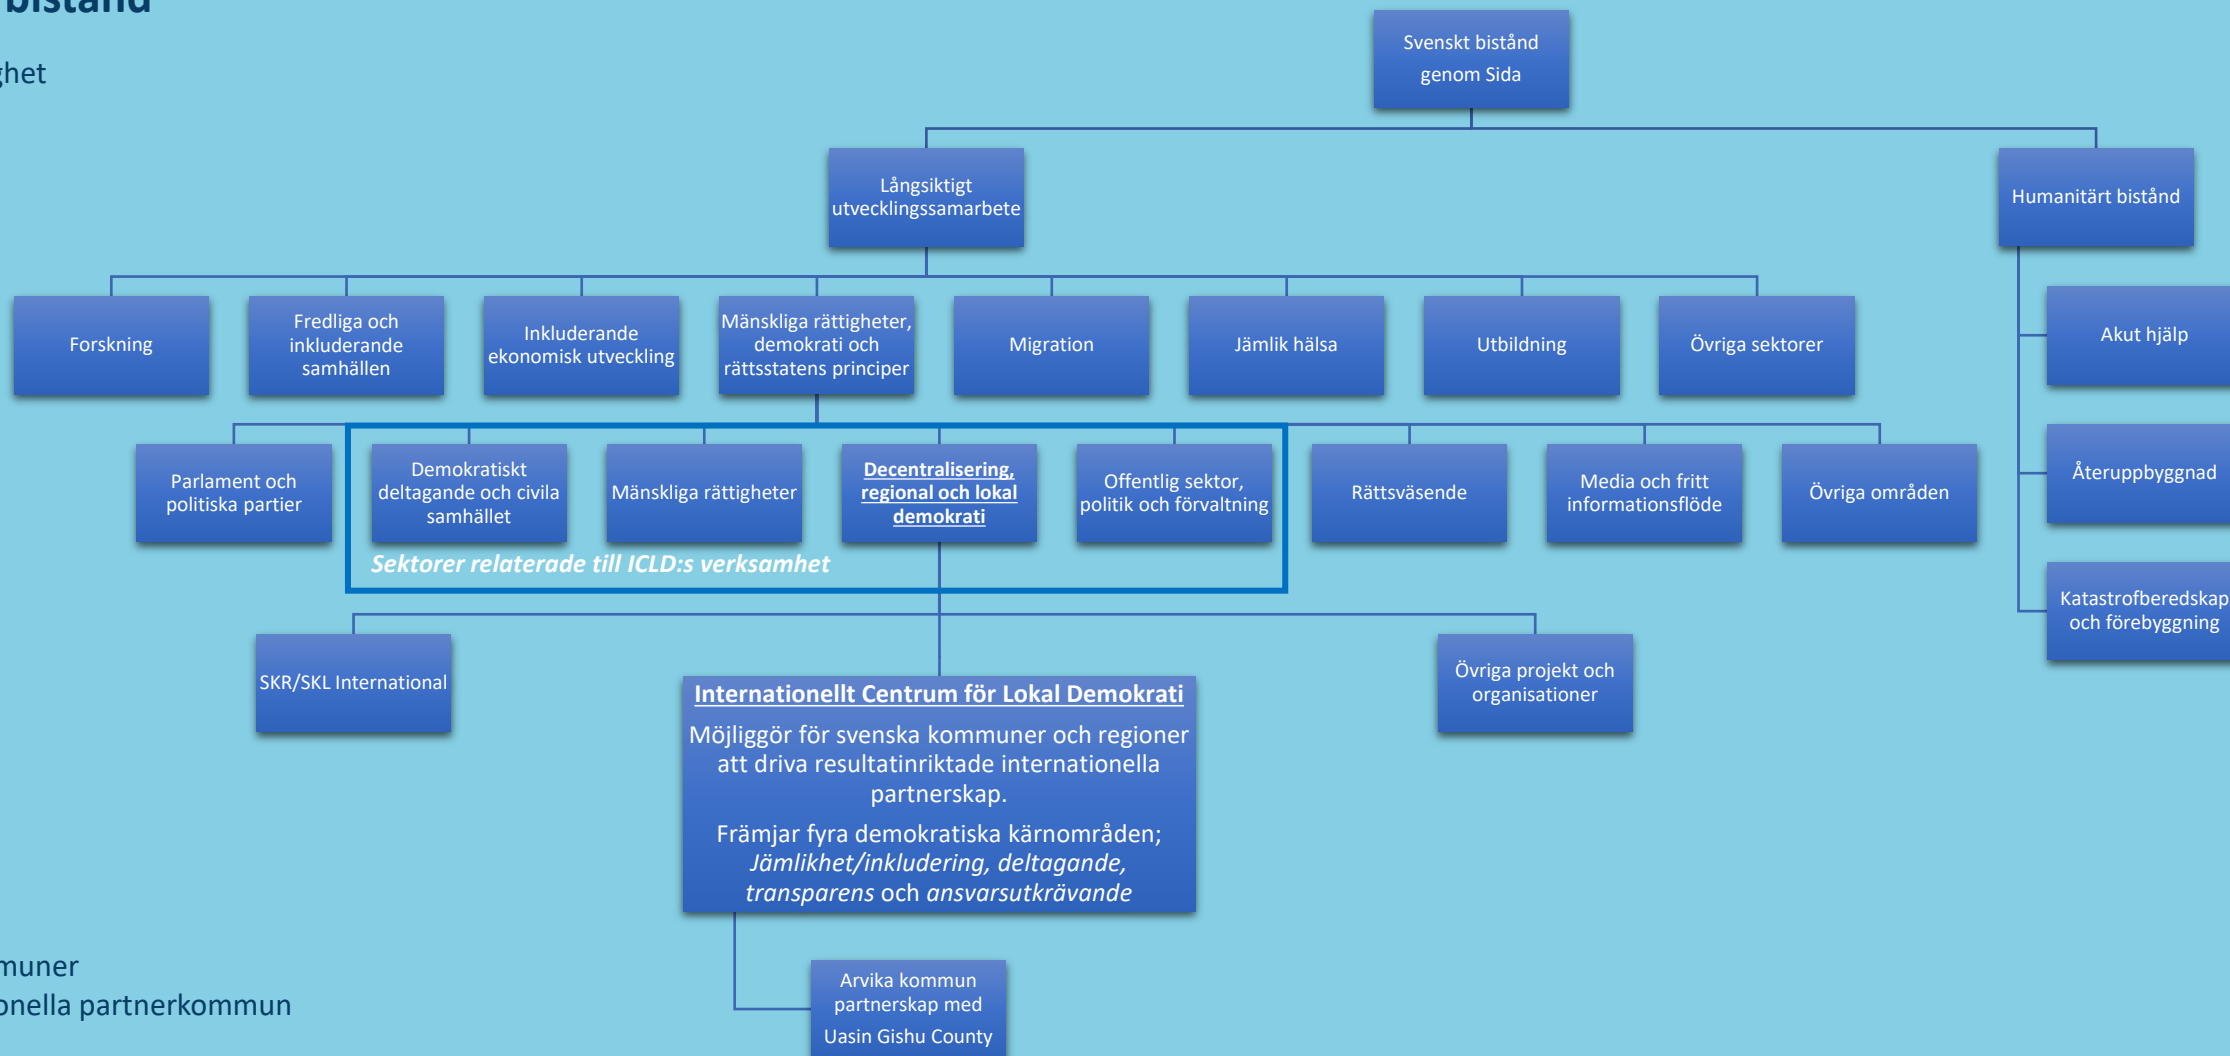 bistånd
Svenskt bistånd
genom Sida
Långsiktigt
utvecklingssamarbete
Humanitärt bistånd
Forskning
Fredliga och
inkluderande
samhällen
Inkluderande
ekonomisk utveckling
Mänskliga rättigheter,
demokrati och
rättsstatens principer
Migration
Jämlik hälsa
Utbildning
Övriga sektorer
Akut hjälp
Parlament och
politiska partier
Demokratiskt
deltagande och civila
samhället
Mänskliga rättigheter
Decentralisering,
regional och lokal
demokrati
Offentlig sektor,
politik och förvaltning
Rättsväsende
Media och fritt
informationsflöde
Övriga områden
Återuppbyggnad
Sektorer relaterade till ICLD:s verksamhet
Katastrofberedskap
och förebyggning
SKR/SKL International
Internationellt Centrum för Lokal Demokrati
Möjliggör för svenska kommuner och regioner
att driva resultatinriktade internationella
partnerskap.
Främjar fyra demokratiska kärnområden;
Jämlikhet/inkludering, deltagande,
transparens och ansvarsutkrävande
Övriga projekt och
organisationer
Arvika kommun
partnerskap med
Uasin Gishu County
muner
onella partnerkommun